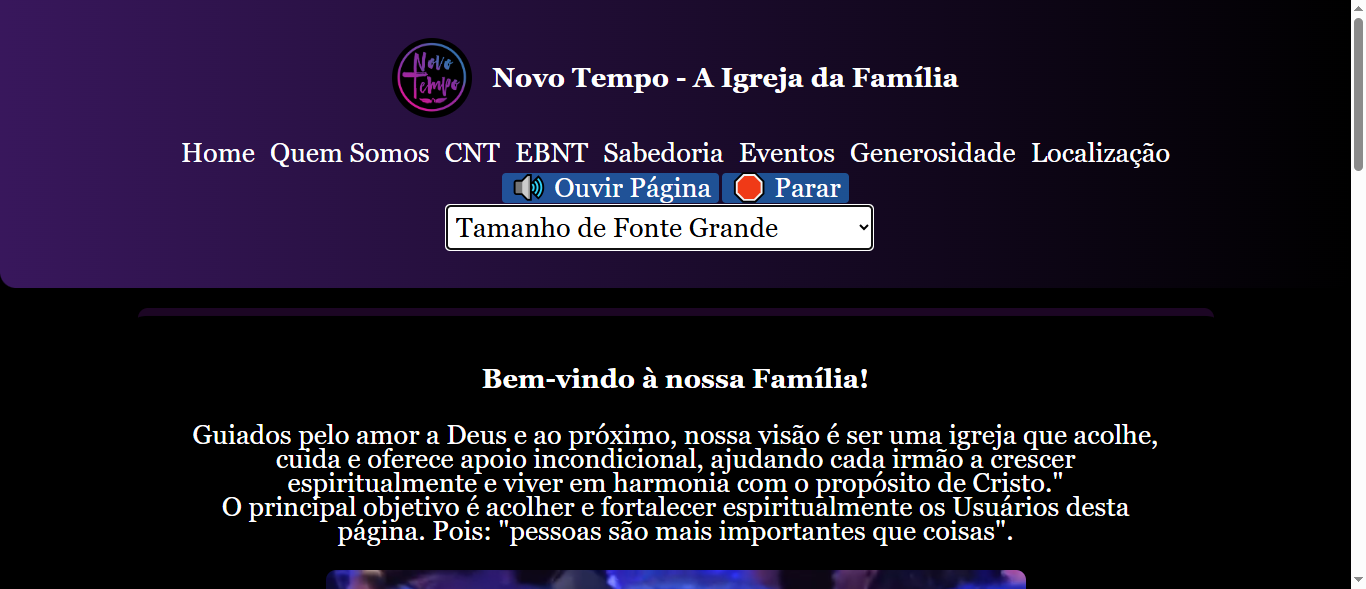 Novo
Tempo
Novo Tempo - A Igreja da Família
Home Quem Somos CNT EBNT Sabedoria Eventos Generosidade Localização
🔊 Ouvir Página 🛑 Parar
Tamanho de Fonte Grande
Bem-vindo à nossa Família!
Guiados pelo amor a Deus e ao próximo, nossa visão é ser uma igreja que acolhe,
cuida e oferece apoio incondicional, ajudando cada irmão a crescer
espiritualmente e viver em harmonia com o propósito de Cristo."
O principal objetivo é acolher e fortalecer espiritualmente os Usuários desta
página. Pois: "pessoas são mais importantes que coisas".